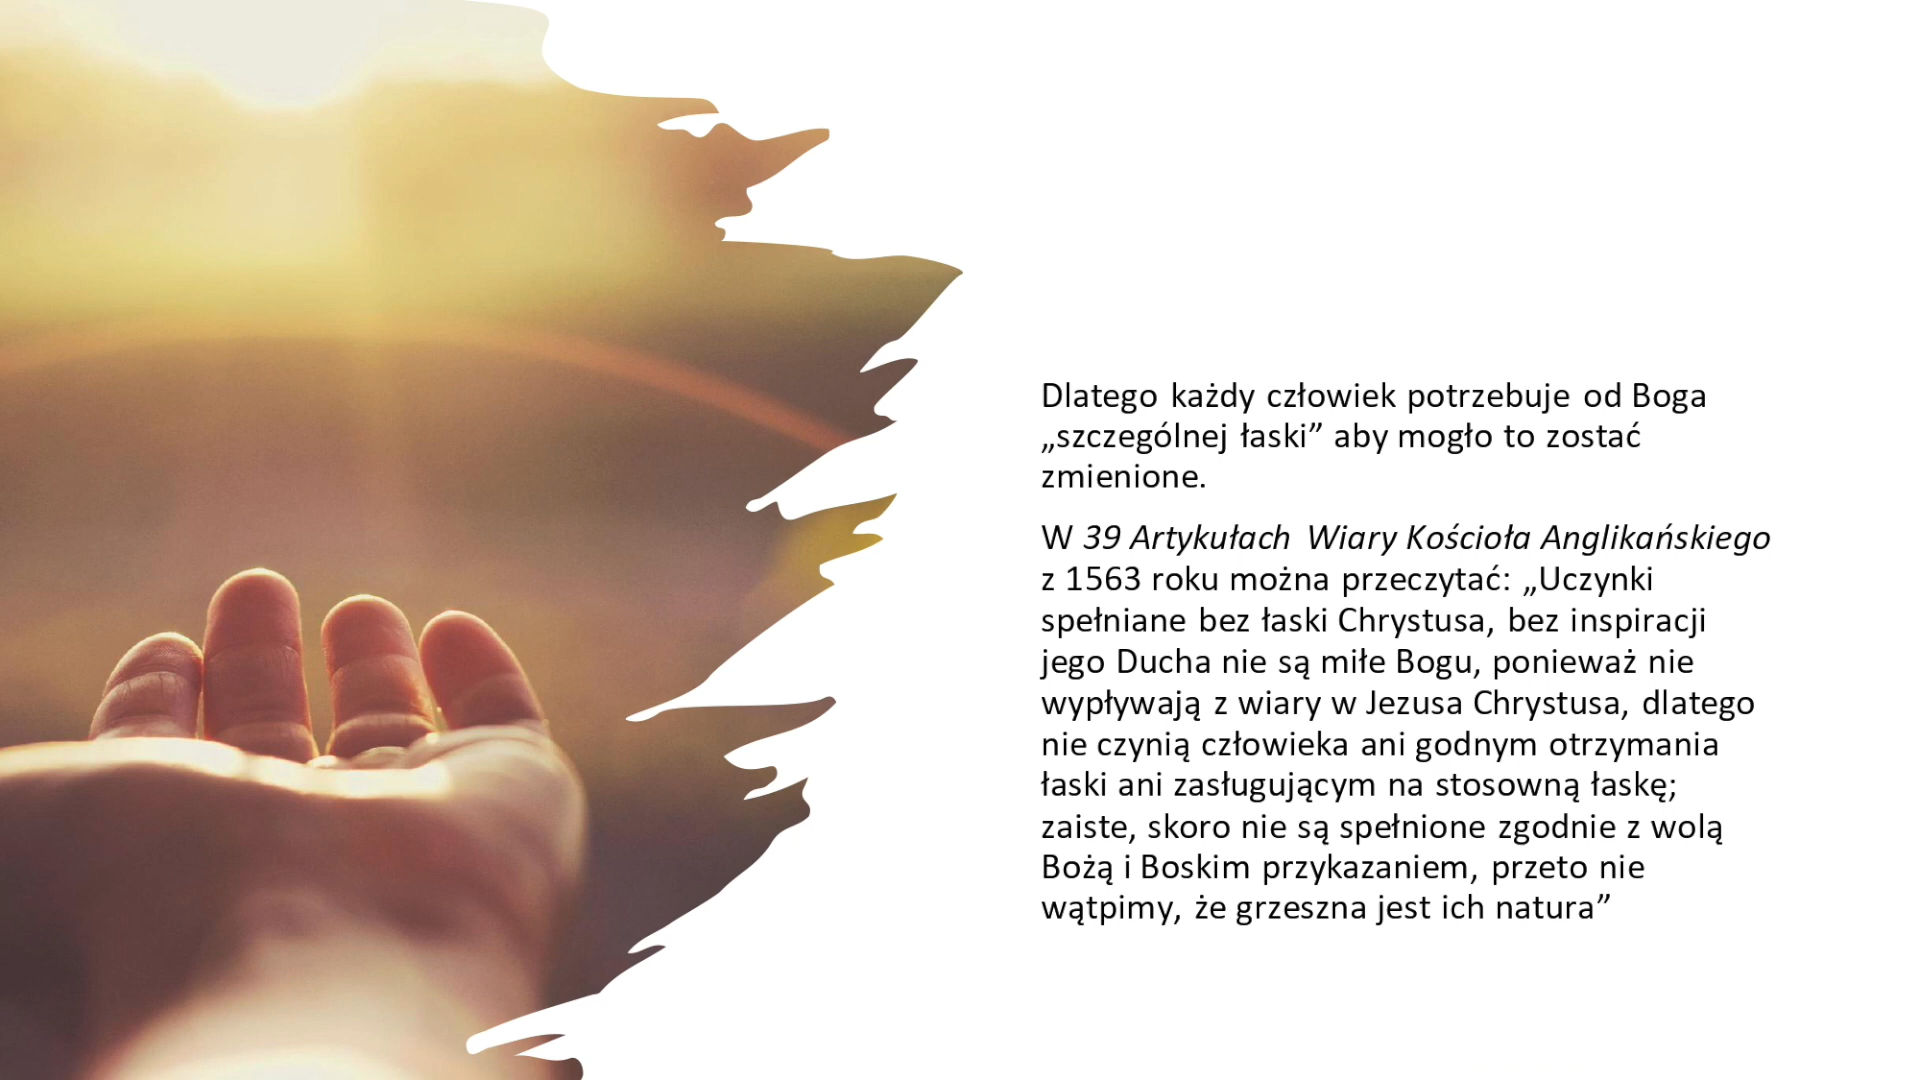 Dlatego każdy człowiek potrzebuje od Boga
„szczególnej łaski” aby mogło to zostać
zmienione.
W 39 Artykułach Wiary Kościoła Anglikańskiego
z 1563 roku można przeczytać: „Uczynki
spełniane bez łaski Chrystusa, bez inspiracji
jego Ducha nie są miłe Bogu, ponieważ nie
wypływają z wiary w Jezusa Chrystusa, dlatego
nie czynią człowieka ani godnym otrzymania
łaski ani zasługującym na stosowną łaskę;
zaiste, skoro nie są spełnione zgodnie z wolą
Bożą i Boskim przykazaniem, przeto nie
wątpimy, że grzeszna jest ich natura”